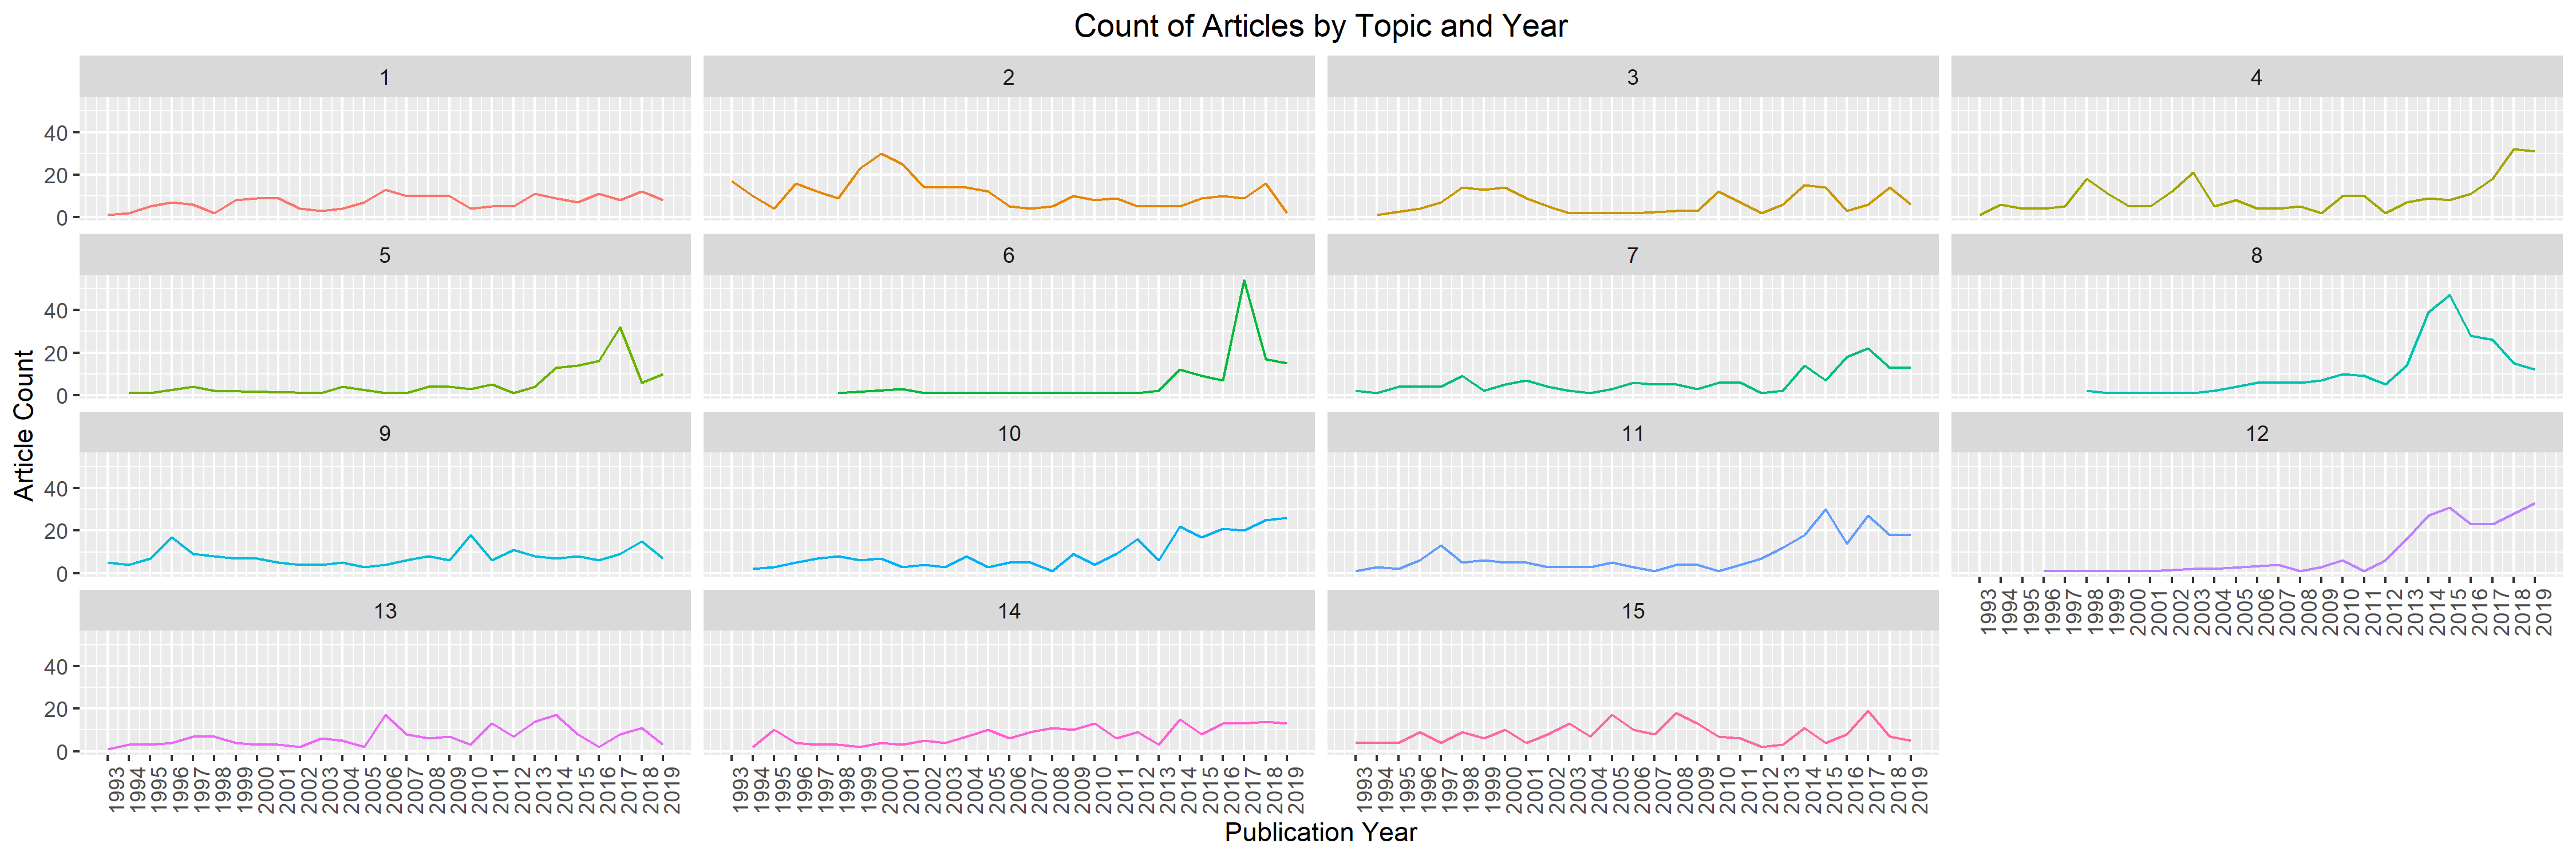 Count of Articles by Topic and Year
1 2 3 4
40
20
0
5 6 7 8
40
20
0
9 10 11 12
40
20
0
1993 1994 1995 1996 1997 1998 1999 2000 2001 2002 2003 2004 2005 2006 2007 2008 2009 2010 2011 2012 2013 2014 2015 2016 2017 2018 2019
13 14 15
40
20
0
1993 1994 1995 1996 1997 1998 1999 2000 2001 2002 2003 2004 2005 2006 2007 2008 2009 2010 2011 2012 2013 2014 2015 2016 2017 2018 2019
1993 1994 1995 1996 1997 1998 1999 2000 2001 2002 2003 2004 2005 2006 2007 2008 2009 2010 2011 2012 2013 2014 2015 2016 2017 2018 2019
1993 1994 1995 1996 1997 1998 1999 2000 2001 2002 2003 2004 2005 2006 2007 2008 2009 2010 2011 2012 2013 2014 2015 2016 2017 2018 2019
Article Count
Publication Year